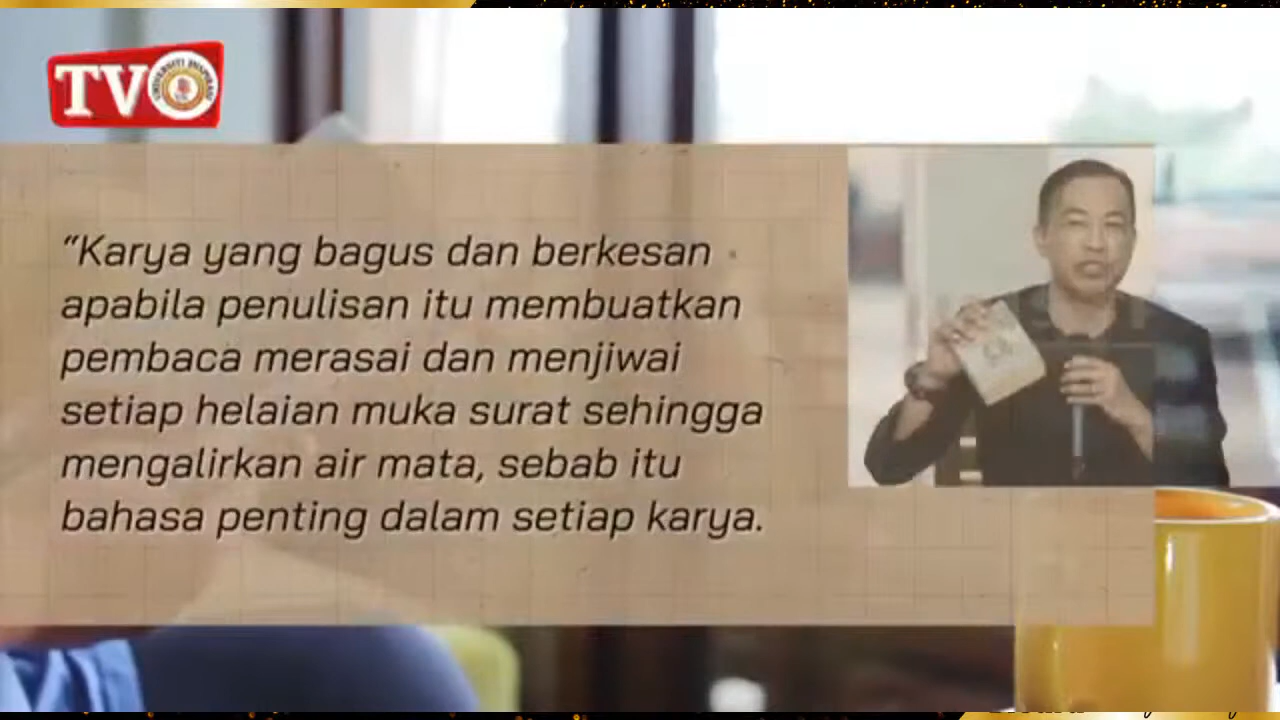 TV
“Karya yang bagus dan berkesan
apabila penulisan itu membuatkan
pembaca merasai dan menjiwai
setiap helaian muka surat sehingga
mengalirkan air mata, sebab itu
bahasa penting dalam setiap karya.